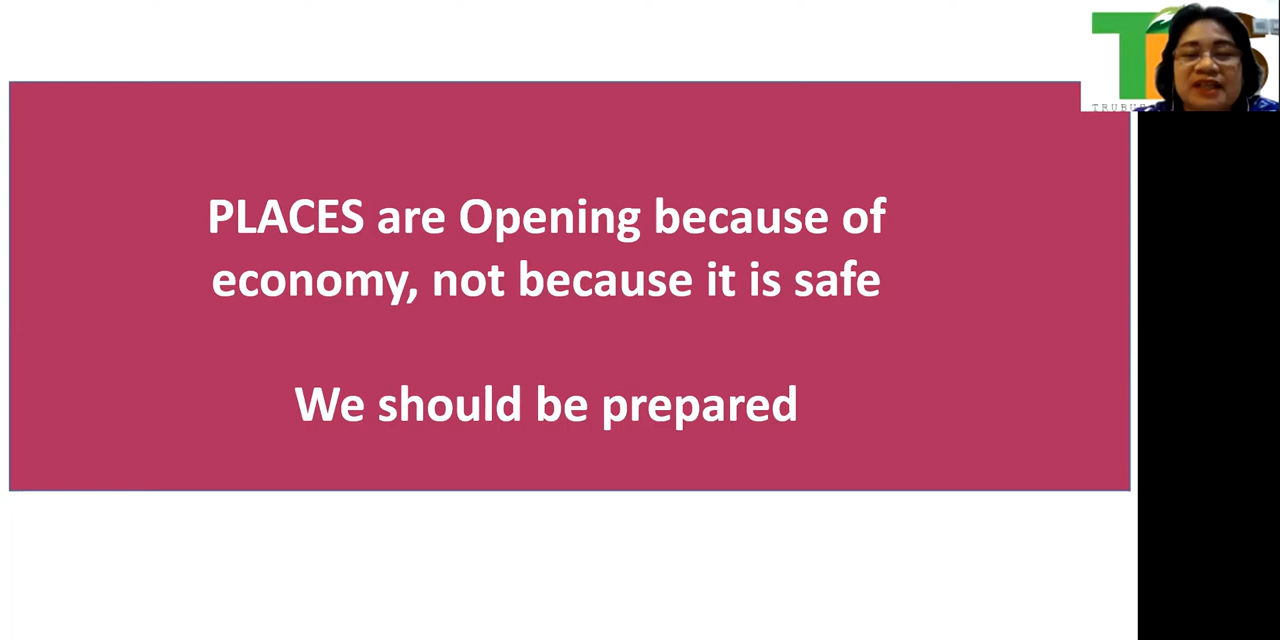 PLACES are Opening because of
economy, not because it is safe
We should be prepared